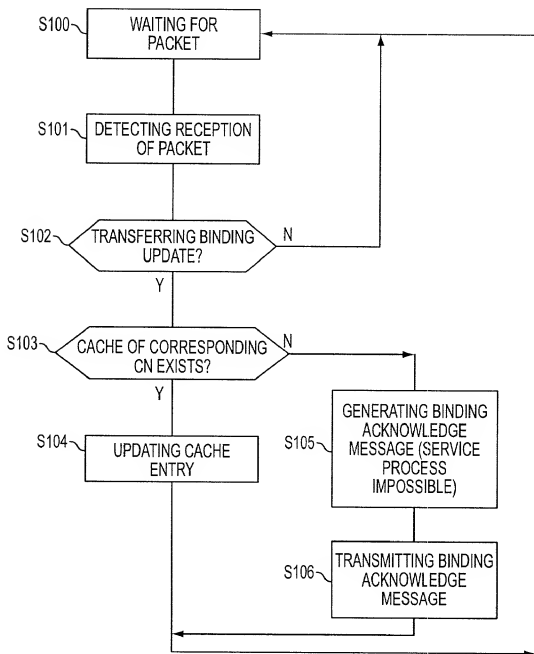 S100
WAITING FOR
PACKET
S101
DETECTING RECEPTION
OF PACKET
S102
TRANSFERRING BINDING
UPDATE?
N
Y
S103
CACHE OF CORRESPONDING
CN EXISTS?
N
Y
S104
UPDATING CACHE
ENTRY
S105
GENERATING BINDING
ACKNOWLEDGE
MESSAGE (SERVICE
PROCESS
IMPOSSIBLE)
S106
TRANSMITTING BINDING
ACKNOWLEDGE
MESSAGE